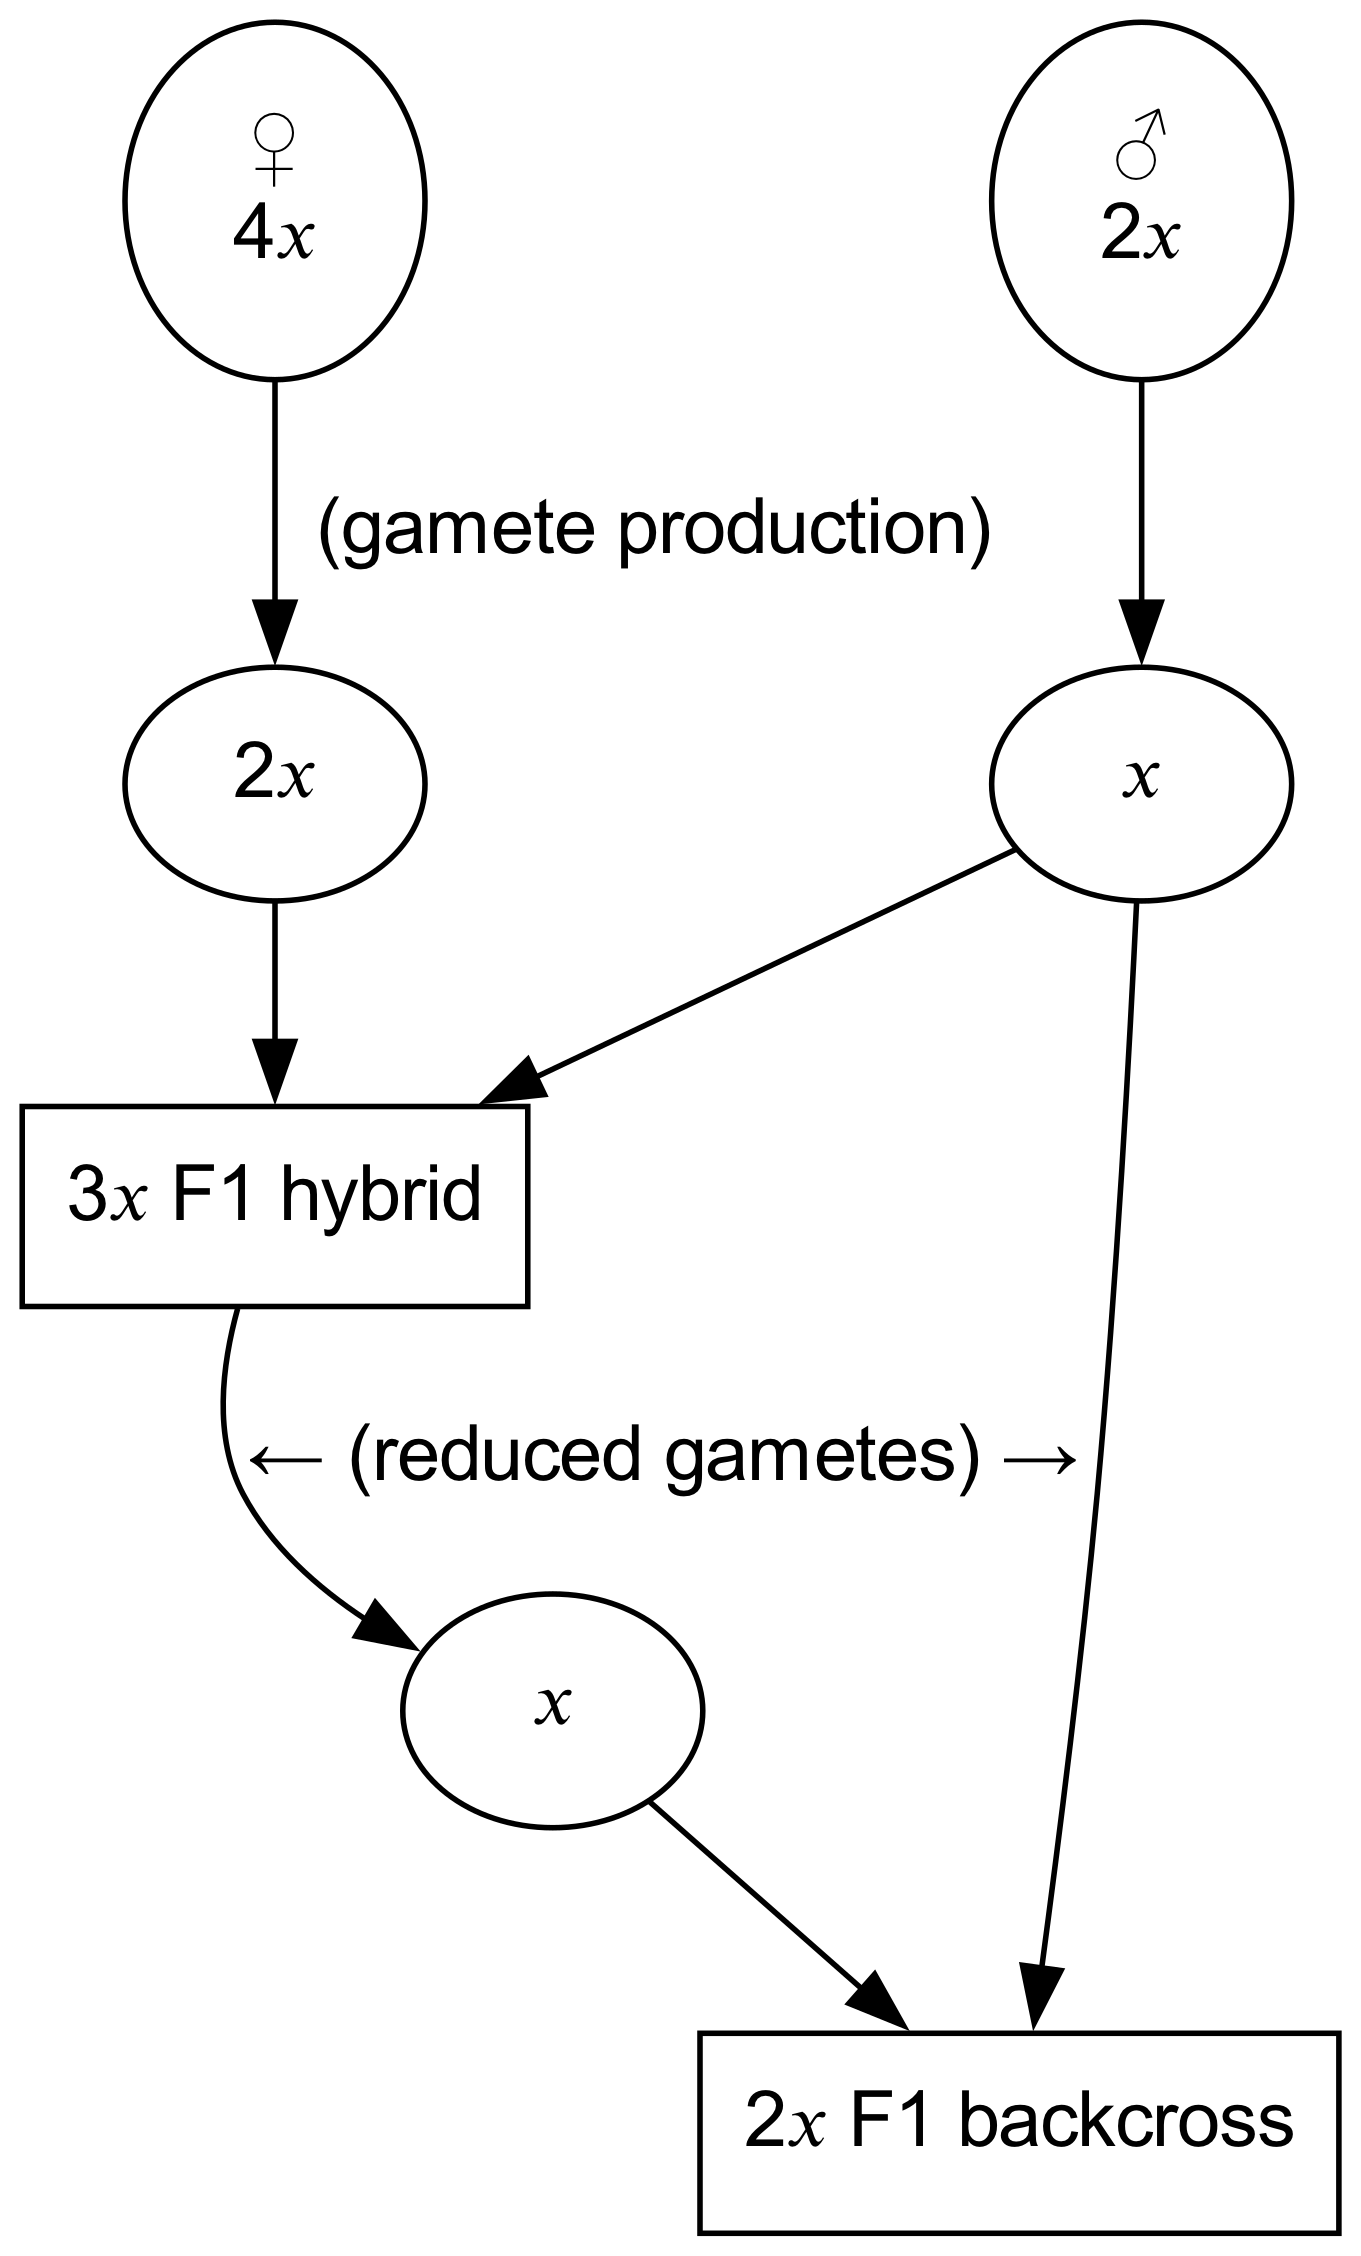 ♀ ♂
4x 2x
(gamete production)
2x x
3x F1 hybrid
← (reduced gametes) →
x
2x F1 backcross